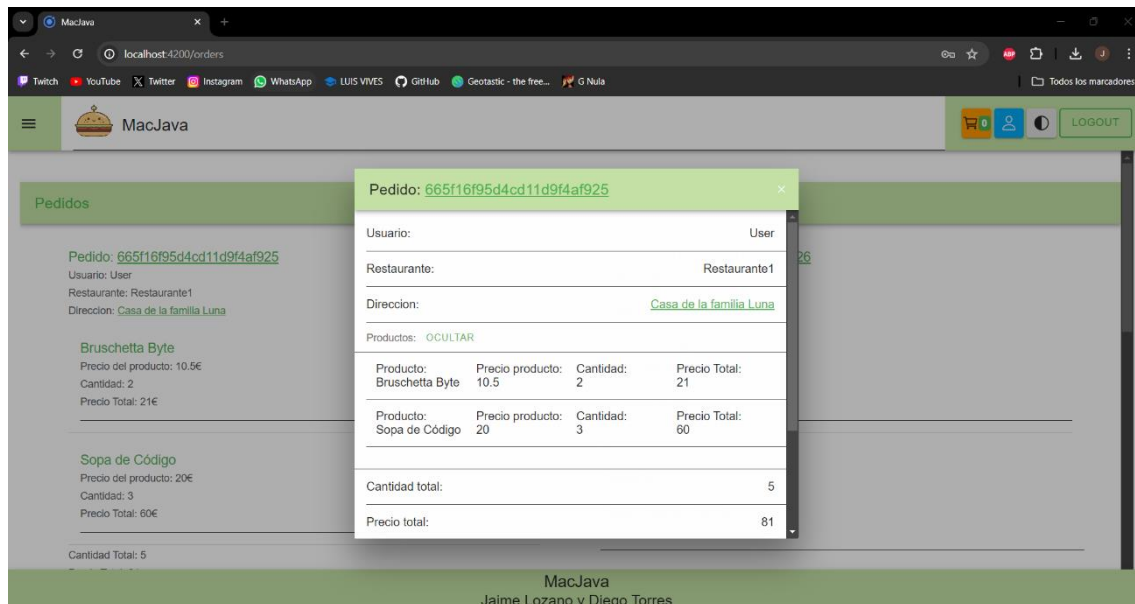 MacJava
localhost:4200/orders
ABP
J
Twitch YouTube Twitter Instagram WhatsApp LUIS VIVES GitHub Geotastic - the free... G Nula
Todos los marcadores
MacJava
0
LOGOUT
Pedidos
Pedido: 665f16f95d4cd11d9f4af925
Usuario: User
Restaurante: Restaurante1
Direccion: Casa de la familia Luna
Bruschetta Byte
Precio del producto: 10.5€
Cantidad: 2
Precio Total: 21€
Sopa de Código
Precio del producto: 20€
Cantidad: 3
Precio Total: 60€
Cantidad Total: 5
26
Pedido: 665f16f95d4cd11d9f4af925 ×
Usuario: User
Restaurante: Restaurante1
Direccion: Casa de la familia Luna
Productos: OCULTAR
Producto: Precio producto: Cantidad: Precio Total:
Bruschetta Byte 10.5 2 21
Producto: Precio producto: Cantidad: Precio Total:
Sopa de Código 20 3 60
Cantidad total: 5
Precio total: 81
MacJava
Jaime Lozano y Diego Torres